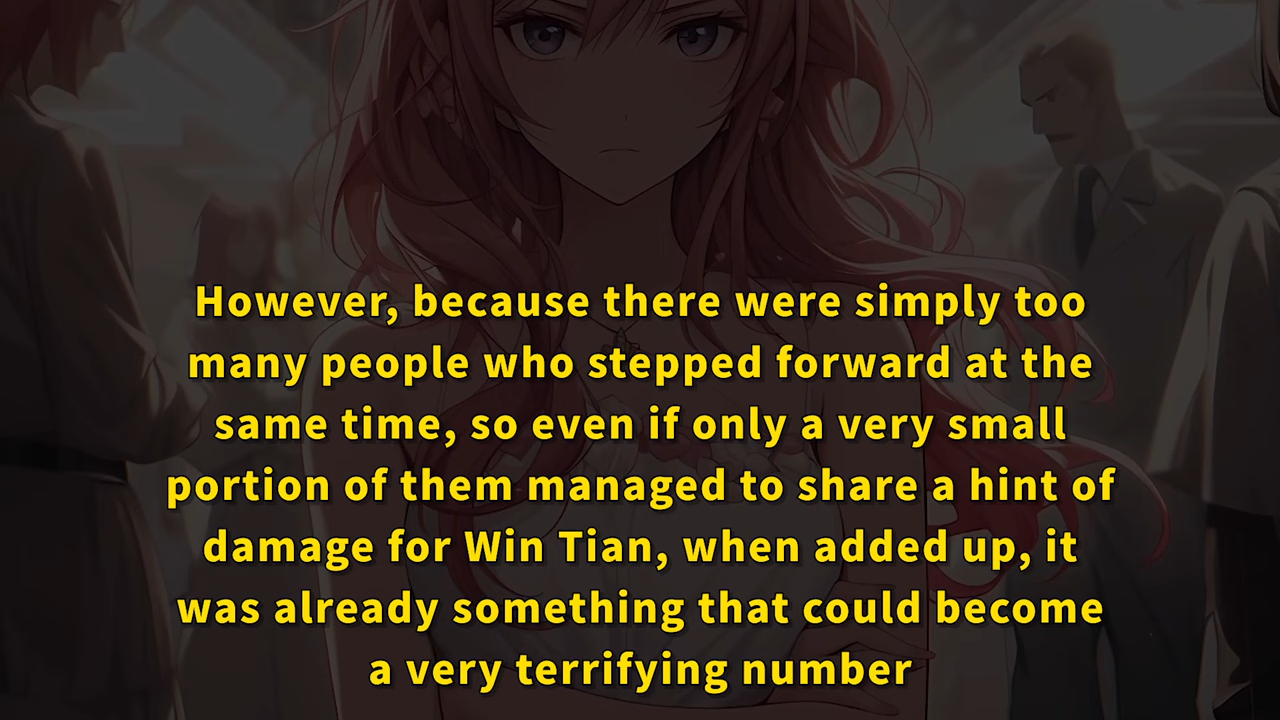 However, because there were simply too
many people who stepped forward at the
same time, so even if only a very small
portion of them managed to share a hint of
damage for Win Tian, when added up, it
was already something that could become
a very terrifying number